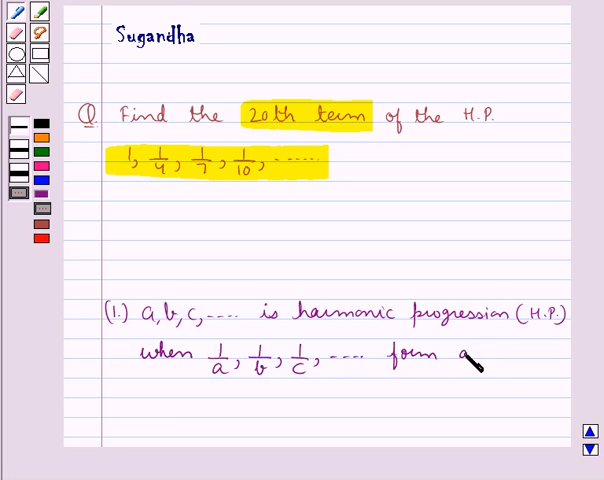 Sugandha
Q Find the 20th term of the H.P.
1, 1/4, 1/7, 1/10, ......
(1.) a, b, c, .... is harmonic progression (H.P.)
when 1/a, 1/b, 1/c, .... form a